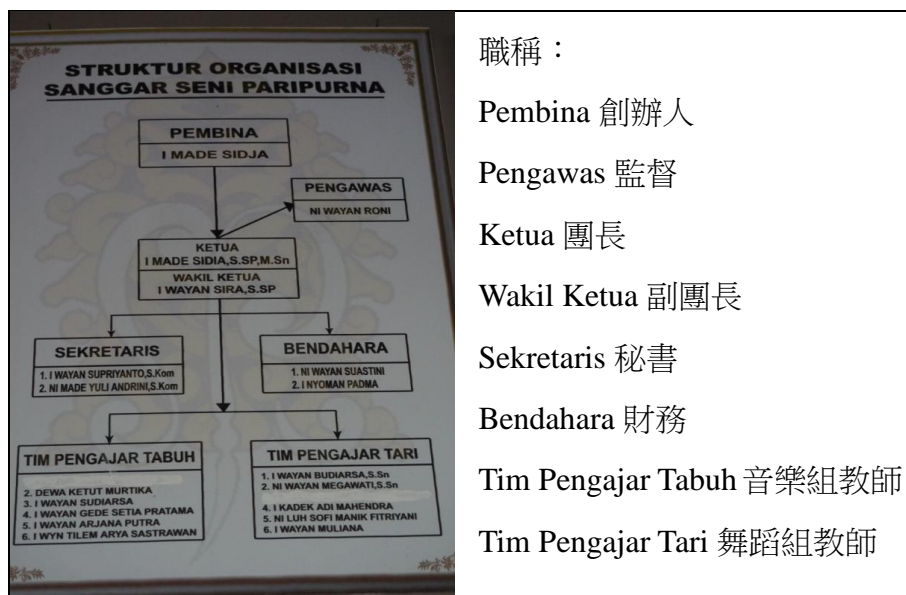 STRUKTUR ORGANISASI
SANGGAR SENI PARIPURNA
PEMBINA
I MADE SIDJA
PENGAWAS
NI WAYAN RONI
KETUA
I MADE SIDIA,S.SP,M.Sn
WAKIL KETUA
I WAYAN SIRA,S.SP
SEKRETARIS
1. I WAYAN SUPRIYANTO,S.Kom
2. NI MADE YULI ANDRINI,S.Kom
BENDAHARA
1. NI WAYAN SUASTINI
2. I NYOMAN PADMA
TIM PENGAJAR TABUH
2. DEWA KETUT MURTIKA
3. I WAYAN SUDIARSA
4. I WAYAN GEDE SETIA PRATAMA
5. I WAYAN ARJANA PUTRA
6. I WYN TILEM ARYA SASTRAWAN
TIM PENGAJAR TARI
1. I WAYAN BUDIARSA,S.Sn
2. NI WAYAN MEGAWATI,S.Sn
4. I KADEK ADI MAHENDRA
5. NI LUH SOFI MANIK FITRIYANI
6. I WAYAN MULIANA
職稱：
Pembina 創辦人
Pengawas 監督
Ketua 團長
Wakil Ketua 副團長
Sekretaris 秘書
Bendahara 財務
Tim Pengajar Tabuh 音樂組教師
Tim Pengajar Tari 舞蹈組教師